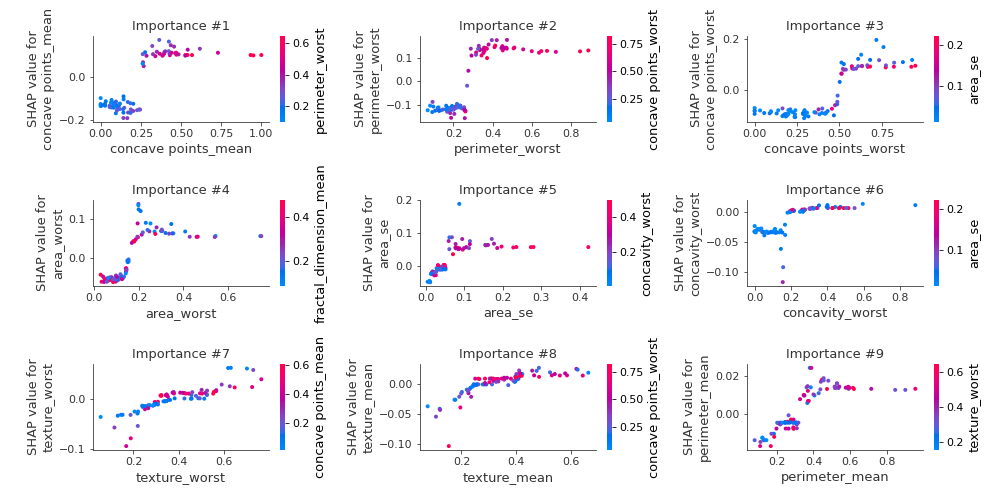 Importance #1
SHAP value for
concave points_mean
0.0
−0.2
0.00 0.25 0.50 0.75 1.00
concave points_mean
0.6
0.4
0.2
perimeter_worst
Importance #2
SHAP value for
perimeter_worst
0.1
0.0
−0.1
0.2 0.4 0.6 0.8
perimeter_worst
0.75
0.50
0.25
concave points_worst
Importance #3
SHAP value for
concave points_worst
0.2
0.0
0.00 0.25 0.50 0.75
concave points_worst
0.2
0.1
area_se
Importance #4
SHAP value for
area_worst
0.1
0.0
0.0 0.2 0.4 0.6
area_worst
0.4
0.2
fractal_dimension_mean
Importance #5
SHAP value for
area_se
0.2
0.1
0.0
0.0 0.1 0.2 0.3 0.4
area_se
0.4
0.2
concavity_worst
Importance #6
SHAP value for
concavity_worst
0.00
−0.05
−0.10
0.0 0.2 0.4 0.6 0.8
concavity_worst
0.2
0.1
area_se
Importance #7
SHAP value for
texture_worst
0.0
−0.1
0.2 0.4 0.6
texture_worst
0.6
0.4
0.2
concave points_mean
Importance #8
SHAP value for
texture_mean
0.00
−0.05
−0.10
0.2 0.4 0.6
texture_mean
0.75
0.50
0.25
concave points_worst
Importance #9
SHAP value for
perimeter_mean
0.02
0.00
0.2 0.4 0.6 0.8
perimeter_mean
0.6
0.4
0.2
texture_worst